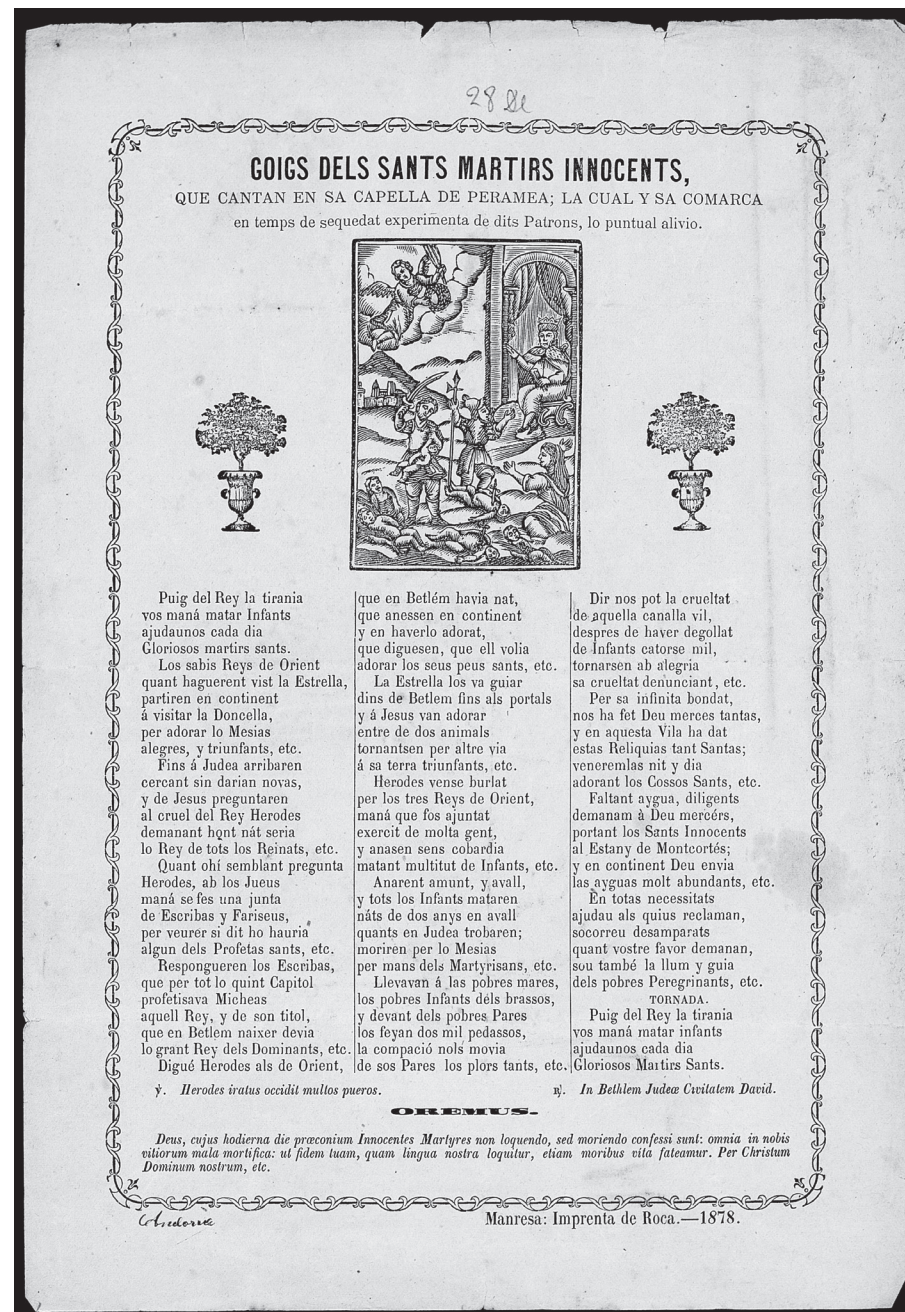 28 De
GOIGS DELS SANTS MARTIRS INNOCENTS,
QUE CANTAN EN SA CAPELLA DE PERAMEA; LA CUAL Y SA COMARCA
en temps de sequedat experimenta de dits Patrons, lo puntual alivio.
Puig del Rey la tirania
vos maná matar Infants
ajudaunos cada dia
Gloriosos martirs sants.
Los sabis Reys de Orient
quant hagueren̄t vist la Estrella,
partiren en continent
á visitar la Doncella,
per adorar lo Mesias
alegres, y triunfants, etc.
Fins á Judea arribaren
cercant sin darian novas,
y de Jesus preguntaren
al cruel del Rey Herodes
demanant hont nát seria
lo Rey de tots los Reinats, etc.
Quant ohí semblant pregunta
Herodes, ab los Jueus
maná se fes una junta
de Escribas y Fariseus,
per veurer si dit ho hauria
algun dels Profetas sants, etc.
Respongueren los Escribas,
que per tot lo quint Capitol
profetisava Micheas
aquell Rey, y de son titol,
que en Betlem naixer devia
lo grant Rey dels Dominants, etc.
Digué Herodes als de Orient,
que en Betlém havia nat,
que anessen en continent
y en haverlo adorat,
que diguesen, que ell volia
adorar los seus peus sants, etc.
La Estrella los va guiar
dins de Betlem fins als portals
y á Jesus van adorar
entre de dos animals
tornantsen per altre via
á sa terra triunfants, etc.
Herodes vense burlat
per los tres Reys de Orient,
maná que fos ajuntat
exercit de molta gent,
y anasen sens cobardia
matant multitut de Infants, etc.
Anarent amunt, y avall,
y tots los Infants mataren
náts de dos anys en avall
quants en Judea trobaren;
moriren per lo Mesias
per mans dels Martyrisans, etc.
Llevavan á las pobres mares,
los pobres Infants dels brassos,
y devant dels pobres Pares
los feyan dos mil pedassos,
la compació nols movia
de sos Pares los plors tants, etc.
Dir nos pot la crueltat
de aquella canalla vil,
despres de haver degollat
de Infants catorse mil,
tornarsen ab alegria
sa crueltat denunciant, etc.
Per sa infinita bondat,
nos ha fet Deu merces tantas,
y en aquesta Vila ha dat
estas Reliquias tant Santas;
veneremlas nit y dia
adorant los Cossos Sants, etc.
Faltant aygua, diligents
demanam à Deu mercérs,
portant los Sants Innocents
al Estany de Montcortés;
y en continent Deu envia
las ayguas molt abundants, etc.
En totas necessitats
ajudau als quius reclaman,
socorreu desamparats
quant vostre favor demanan,
sou també la llum y guia
dels pobres Peregrinants, etc.
TORNADA.
Puig del Rey la tirania
vos maná matar infants
ajudaunos cada dia
Gloriosos Martirs Sants.
℣. Herodes iratus occidit multos pueros. ℟. In Bethlem Judeæ Civitatem David.
OREMUS.
Deus, cujus hodierna die præconium Innocentes Martyres non loquendo, sed moriendo confessi sunt: omnia in nobis
vitiorum mala mortifica: ut fidem tuam, quam lingua nostra loquitur, etiam moribus vita fateamur. Per Christum
Dominum nostrum, etc.
Manresa: Imprenta de Roca.—1878.